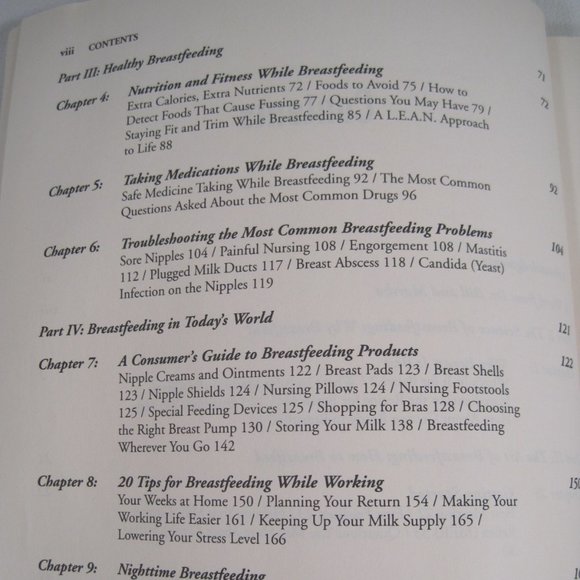 viii CONTENTS
Part III: Healthy Breastfeeding 71
Chapter 4: Nutrition and Fitness While Breastfeeding 72
Extra Calories, Extra Nutrients 72 / Foods to Avoid 75 / How to
Detect Foods That Cause Fussing 77 / Questions You May Have 79 /
Staying Fit and Trim While Breastfeeding 85 / A L.E.A.N. Approach
to Life 88
Chapter 5: Taking Medications While Breastfeeding 92
Safe Medicine Taking While Breastfeeding 92 / The Most Common
Questions Asked About the Most Common Drugs 96
Chapter 6: Troubleshooting the Most Common Breastfeeding Problems 104
Sore Nipples 104 / Painful Nursing 108 / Engorgement 108 / Mastitis
112 / Plugged Milk Ducts 117 / Breast Abscess 118 / Candida (Yeast)
Infection on the Nipples 119
Part IV: Breastfeeding in Today's World 121
Chapter 7: A Consumer's Guide to Breastfeeding Products 122
Nipple Creams and Ointments 122 / Breast Pads 123 / Breast Shells
123 / Nipple Shields 124 / Nursing Pillows 124 / Nursing Footstools
125 / Special Feeding Devices 125 / Shopping for Bras 128 / Choosing
the Right Breast Pump 130 / Storing Your Milk 138 / Breastfeeding
Wherever You Go 142
Chapter 8: 20 Tips for Breastfeeding While Working 150
Your Weeks at Home 150 / Planning Your Return 154 / Making Your
Working Life Easier 161 / Keeping Up Your Milk Supply 165 /
Lowering Your Stress Level 166
Chapter 9: Nighttime Breastfeeding